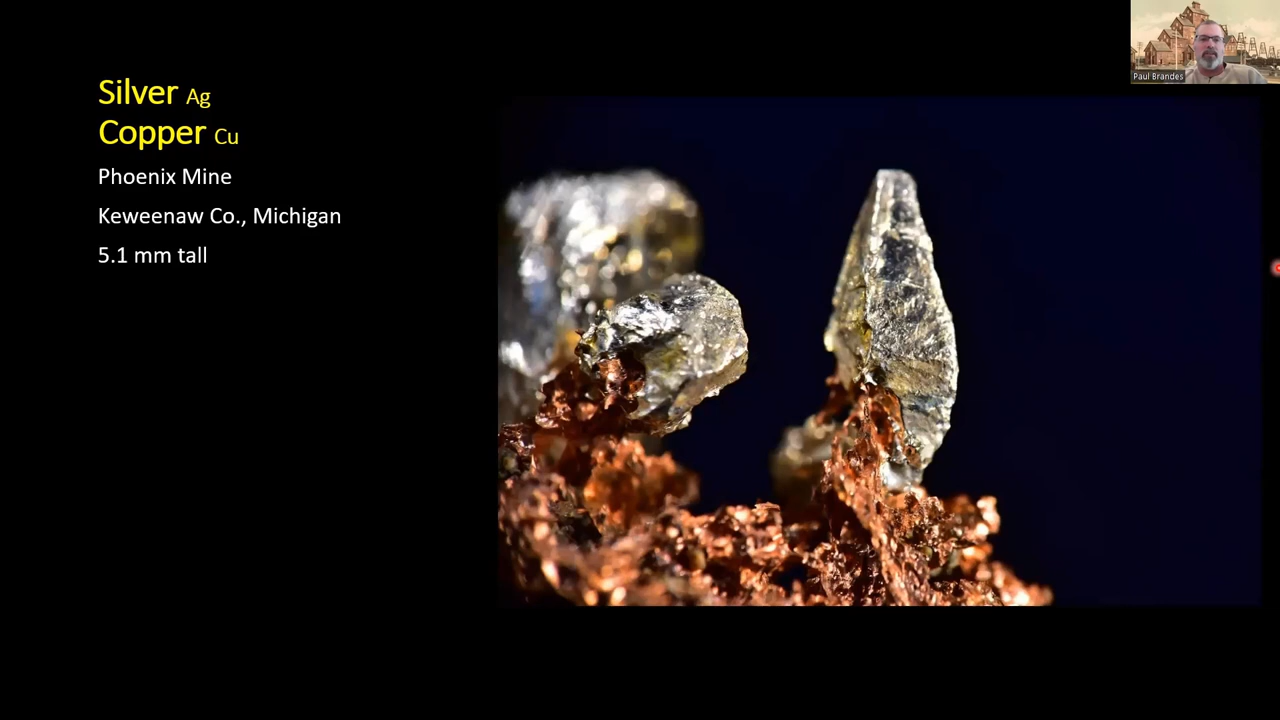 Silver Ag
Copper Cu
Phoenix Mine
Keweenaw Co., Michigan
5.1 mm tall
Paul Brandes